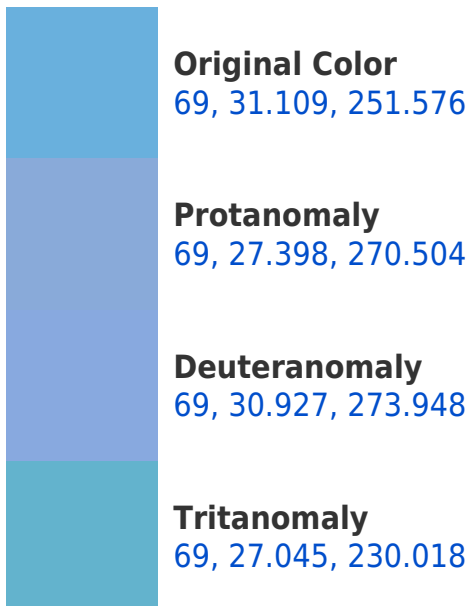 Original Color
69, 31.109, 251.576
Protanomaly
69, 27.398, 270.504
Deuteranomaly
69, 30.927, 273.948
Tritanomaly
69, 27.045, 230.018